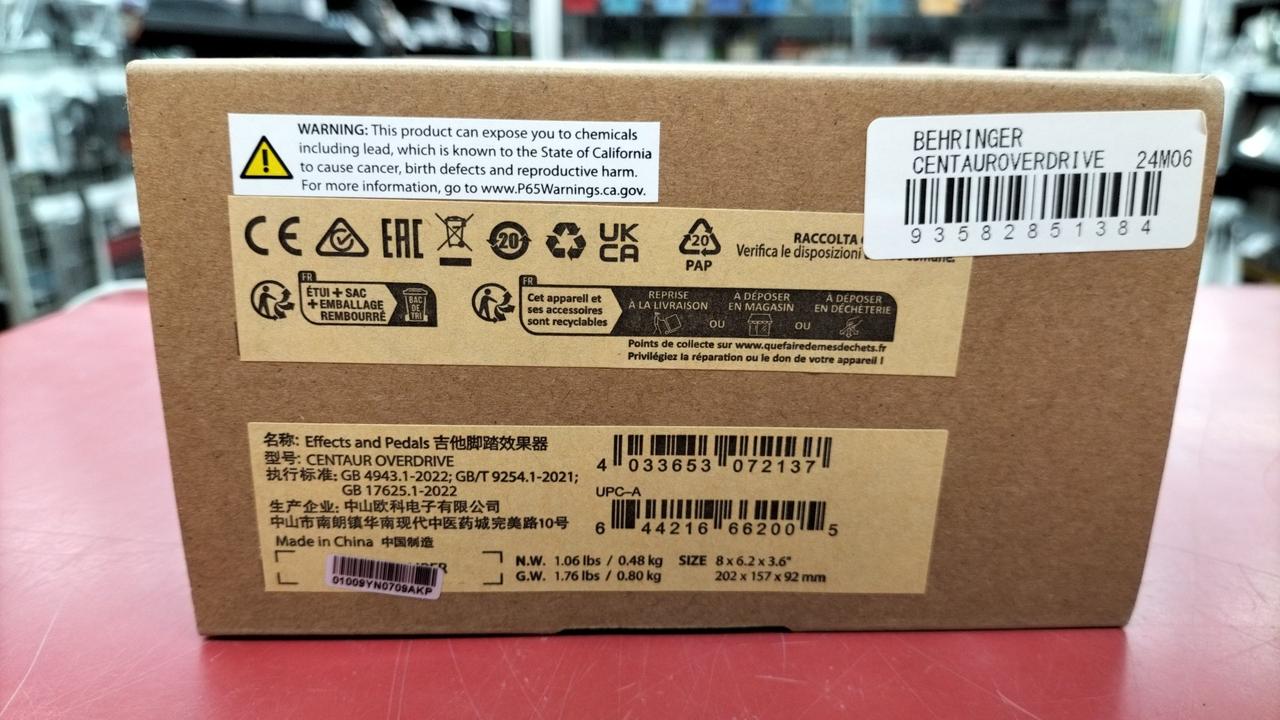 WARNING: This product can expose you to chemicals
including lead, which is known to the State of California
to cause cancer, birth defects and reproductive harm.
For more information, go to www.P65Warnings.ca.gov.
BEHRINGER
CENTAUROVERDRIVE 24M06
93582851384
CE EAC 20 UK
CA
20
PAP
RACCOLTA
Verifica le disposizioni comune.
FR
ÉTUI + SAC
+ EMBALLAGE
REMBOURRÉ
BAC
DE
TRI
FR
Cet appareil et
ses accessoires
sont recyclables
REPRISE
À LA LIVRAISON
OU
À DÉPOSER
EN MAGASIN
OU
À DÉPOSER
EN DÉCHÈTERIE
Points de collecte sur www.quefairedemesdechets.fr
Privilégiez la réparation ou le don de votre appareil !
名称: Effects and Pedals 吉他脚踏效果器
型号: CENTAUR OVERDRIVE
执行标准: GB 4943.1-2022; GB/T 9254.1-2021;
GB 17625.1-2022
生产企业: 中山欧科电子有限公司
中山市南朗镇华南现代中医药城完美路10号
Made in China 中国制造
01009YN0709AKP
4 033653 072137
UPC-A
6 44216 66200 5
N.W. 1.06 lbs / 0.48 kg SIZE 8 x 6.2 x 3.6"
G.W. 1.76 lbs / 0.80 kg 202 x 157 x 92 mm